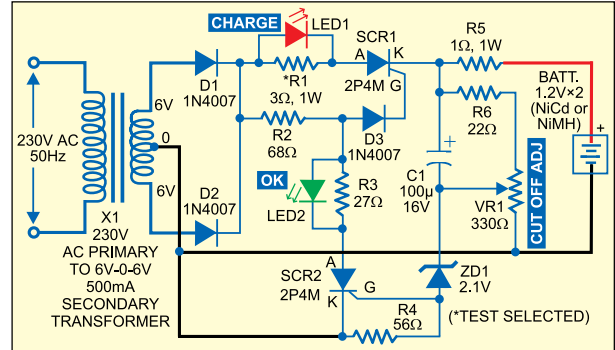 CHARGE
LED1
SCR1
A
K
R5
1Ω, 1W
BATT.
1.2V×2
(NiCd or
NiMH)
D1
1N4007
*R1
3Ω, 1W
2P4M
G
230V AC
50Hz
6V
0
6V
R2
68Ω
D3
1N4007
R6
22Ω
+
+
C1
100µ
16V
VR1
330Ω
CUT OFF ADJ
OK
LED2
R3
27Ω
D2
1N4007
X1
230V
AC PRIMARY
TO 6V-0-6V
500mA
SECONDARY
TRANSFORMER
SCR2
2P4M
A
K
G
R4
56Ω
ZD1
2.1V
(*TEST SELECTED)